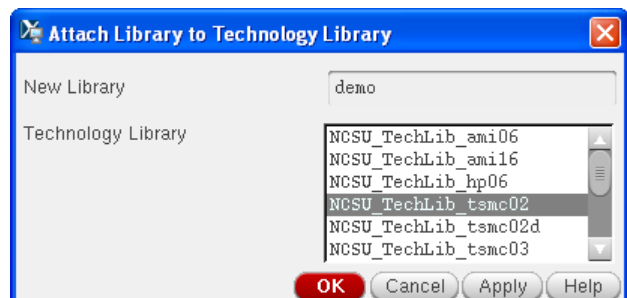 Attach Library to Technology Library
New Library
demo
Technology Library
NCSU_TechLib_ami06
NCSU_TechLib_ami16
NCSU_TechLib_hp06
NCSU_TechLib_tsmc02
NCSU_TechLib_tsmc02d
NCSU_TechLib_tsmc03
OK Cancel Apply Help